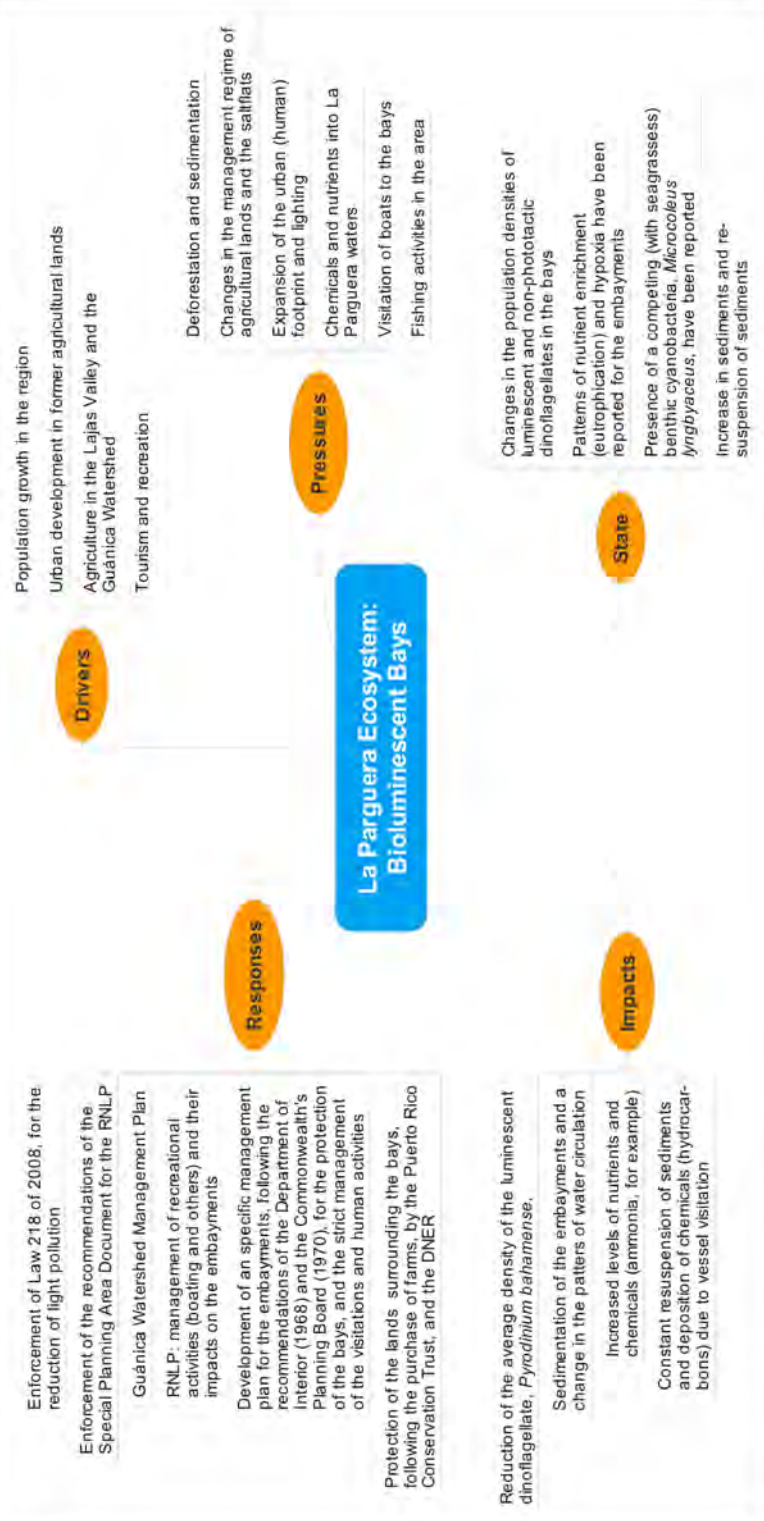 La Parguera Ecosystem:
Bioluminescent Bays
Drivers
Population growth in the region
Urban development in former agricultural lands
Agriculture in the Lajas Valley and the
Guánica Watershed
Tourism and recreation
Pressures
Deforestation and sedimentation
Changes in the management regime of
agricultural lands and the saltflats
Expansion of the urban (human)
footprint and lighting
Chemicals and nutrients into La
Parguera waters
Visitation of boats to the bays
Fishing activities in the area
State
Changes in the population densities of
luminescent and non-phototactic
dinoflagellates in the bays
Patterns of nutrient enrichment
(eutrophication) and hypoxia have been
reported for the embayments
Presence of a competing (with seagrassess)
benthic cyanobacteria, Microcoleus
lyngbyaceus, have been reported
Increase in sediments and re-
suspension of sediments
Impacts
Reduction of the average density of the luminescent
dinoflagellate, Pyrodinium bahamense,
Sedimentation of the embayments and a
change in the patters of water circulation
Increased levels of nutrients and
chemicals (ammonia, for example)
Constant resuspension of sediments
and deposition of chemicals (hydrocar-
bons) due to vessel visitation
Responses
Enforcement of Law 218 of 2008, for the
reduction of light pollution
Enforcement of the recommendations of the
Special Planning Area Document for the RNLP
Guánica Watershed Management Plan
RNLP: management of recreational
activities (boating and others) and their
impacts on the embayments
Development of an specific management
plan for the embayments, following the
recommendations of the Department of
Interior (1968) and the Commonwealth's
Planning Board (1970), for the protection
of the bays, and the strict management
of the visitations and human activities
Protection of the lands surrounding the bays,
following the purchase of farms, by the Puerto Rico
Conservation Trust, and the DNER